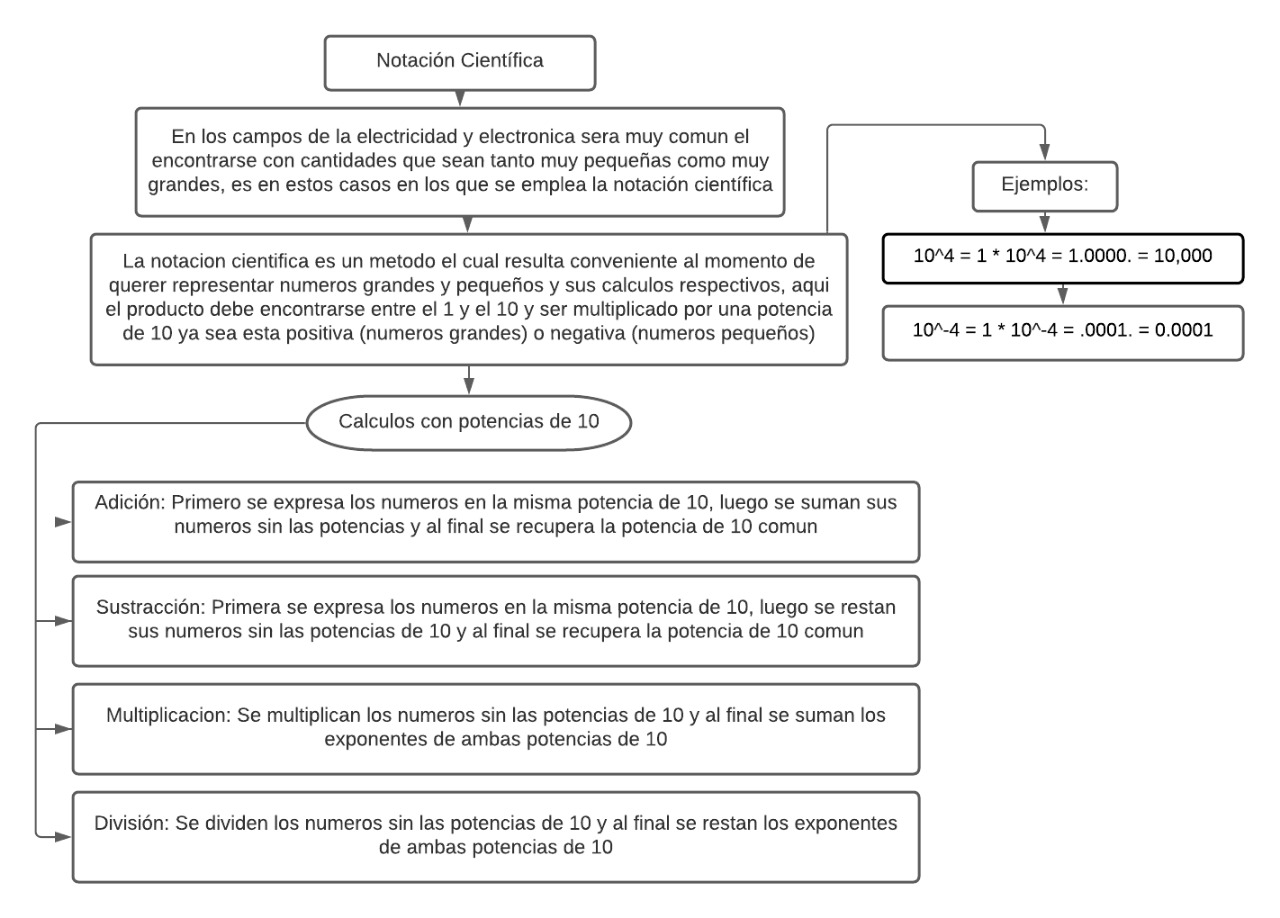 Notación Científica
En los campos de la electricidad y electronica sera muy comun el
encontrarse con cantidades que sean tanto muy pequeñas como muy
grandes, es en estos casos en los que se emplea la notación científica
La notacion cientifica es un metodo el cual resulta conveniente al momento de
querer representar numeros grandes y pequeños y sus calculos respectivos, aqui
el producto debe encontrarse entre el 1 y el 10 y ser multiplicado por una potencia
de 10 ya sea esta positiva (numeros grandes) o negativa (numeros pequeños)
Ejemplos:
10^4 = 1 * 10^4 = 1.0000. = 10,000
10^-4 = 1 * 10^-4 = .0001. = 0.0001
Calculos con potencias de 10
Adición: Primero se expresa los numeros en la misma potencia de 10, luego se suman sus
numeros sin las potencias y al final se recupera la potencia de 10 comun
Sustracción: Primera se expresa los numeros en la misma potencia de 10, luego se restan
sus numeros sin las potencias de 10 y al final se recupera la potencia de 10 comun
Multiplicacion: Se multiplican los numeros sin las potencias de 10 y al final se suman los
exponentes de ambas potencias de 10
División: Se dividen los numeros sin las potencias de 10 y al final se restan los exponentes
de ambas potencias de 10